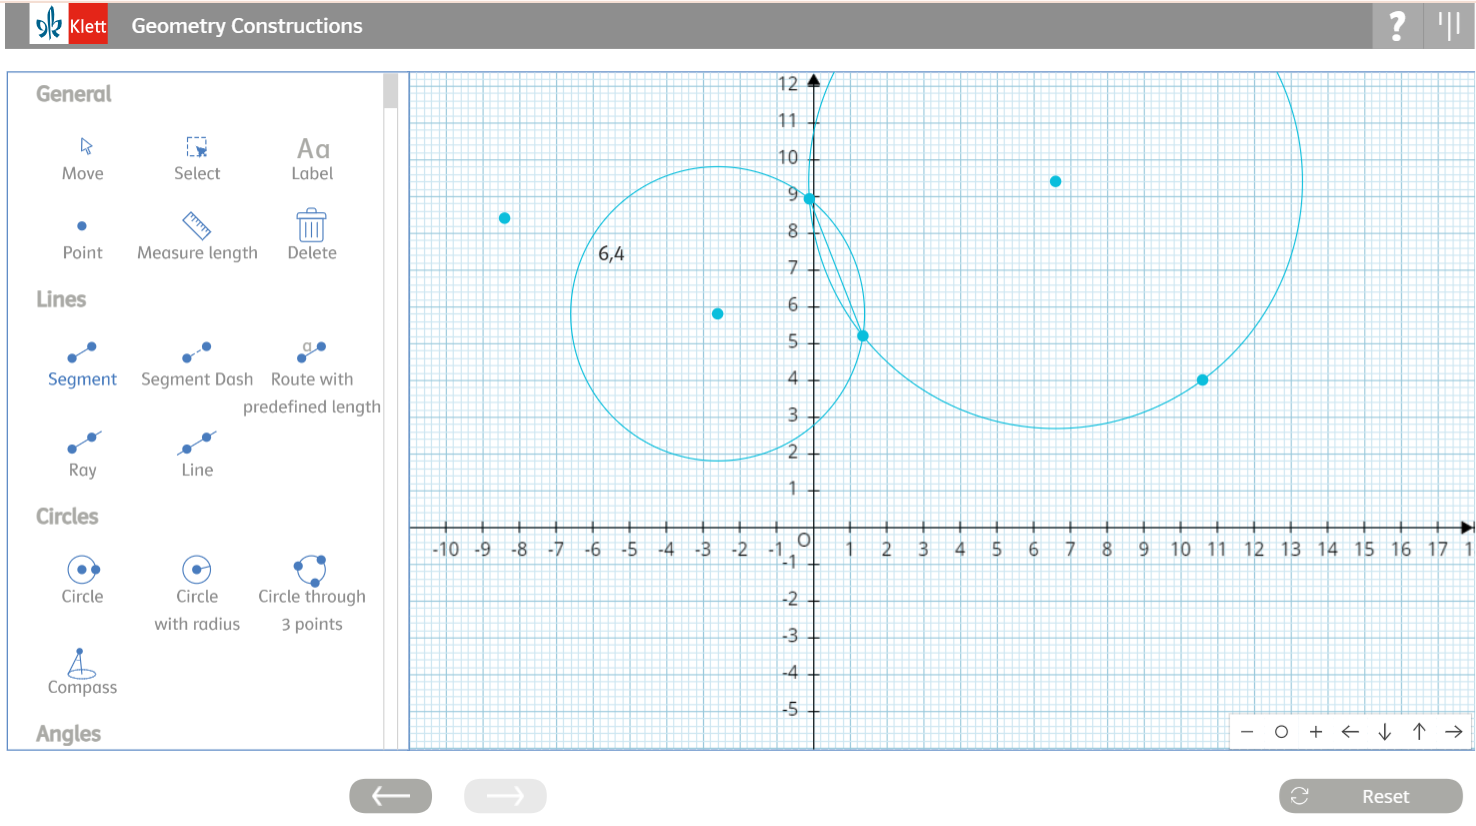 Klett
Geometry Constructions
?
General
Move
Select
Aa
Label
Point
Measure length
Delete
Lines
Segment
Segment Dash
a
Route with
predefined length
Ray
Line
Circles
Circle
Circle
with radius
Circle through
3 points
Compass
Angles
12
11
10
9
8
7
6
5
4
3
2
1
6,4
-10 -9 -8 -7 -6 -5 -4 -3 -2 -1 O 1 2 3 4 5 6 7 8 9 10 11 12 13 14 15 16 17 1
-1
-2
-3
-4
-5
Reset